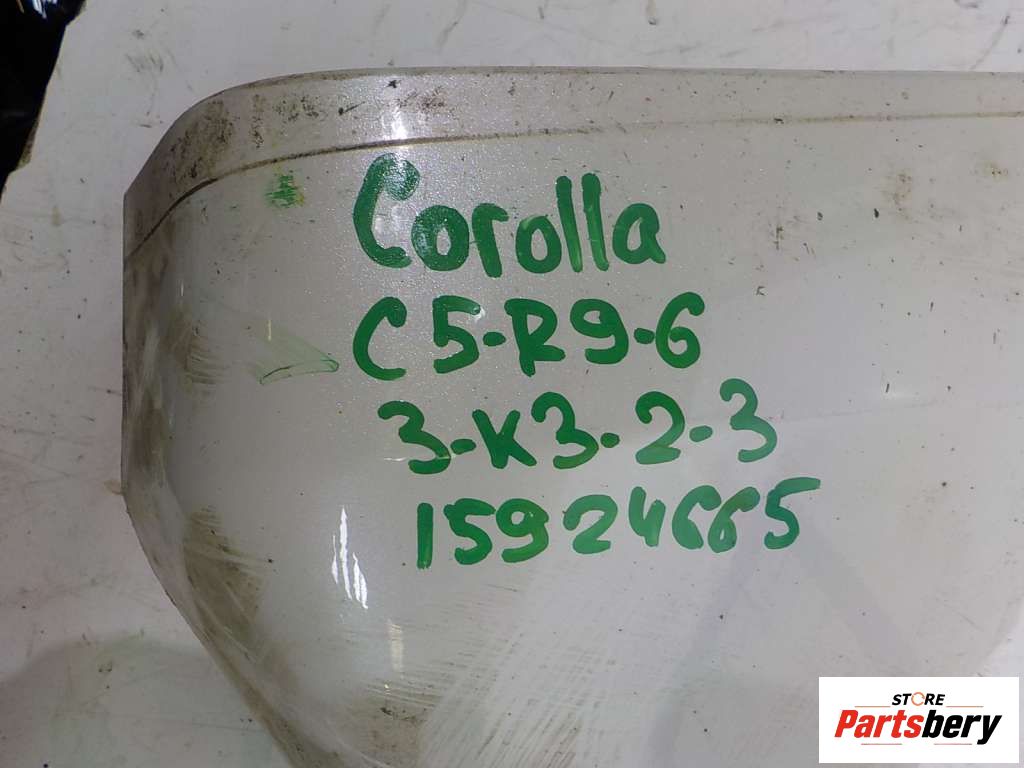 Corolla
C5-R9-6
3-K3-2-3
15924665
STORE
Partsbery